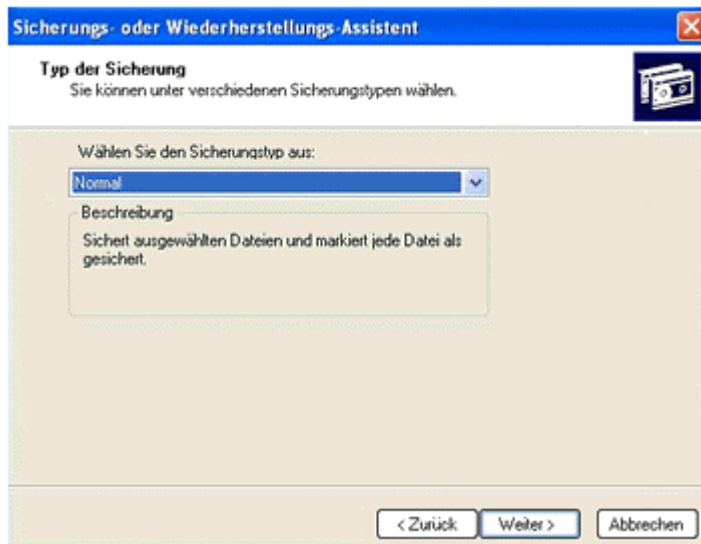 Sicherungs- oder Wiederherstellungs-Assistent
Typ der Sicherung
Sie können unter verschiedenen Sicherungstypen wählen.
Wählen Sie den Sicherungstyp aus:
Normal
Beschreibung
Sichert ausgewählten Dateien und markiert jede Datei als
gesichert.
< Zurück
Weiter >
Abbrechen